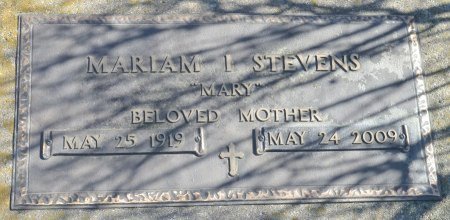 MARIAM I STEVENS
"MARY"
BELOVED MOTHER
MAY 25 1919 MAY 24 2009